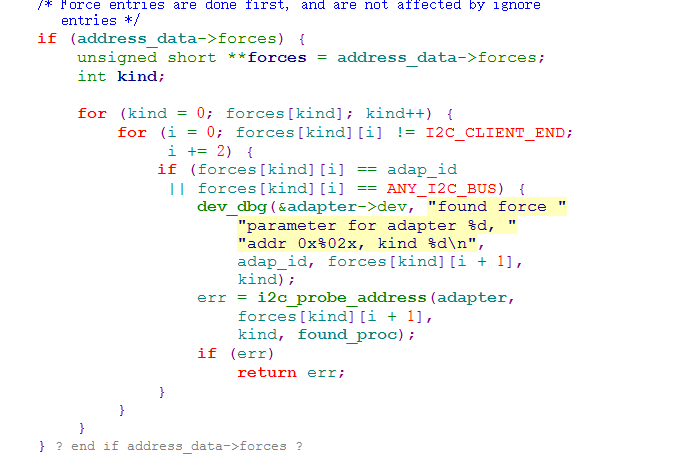 /* Force entries are done first, and are not affected by ignore
entries */
if (address_data->forces) {
unsigned short **forces = address_data->forces;
int kind;
for (kind = 0; forces[kind]; kind++) {
for (i = 0; forces[kind][i] != I2C_CLIENT_END;
i += 2) {
if (forces[kind][i] == adap_id
|| forces[kind][i] == ANY_I2C_BUS) {
dev_dbg(&adapter->dev, "found force "
"parameter for adapter %d, "
"addr 0x%02x, kind %d\n",
adap_id, forces[kind][i + 1],
kind);
err = i2c_probe_address(adapter,
forces[kind][i + 1],
kind, found_proc);
if (err)
return err;
}
}
}
} ? end if address_data->forces ?